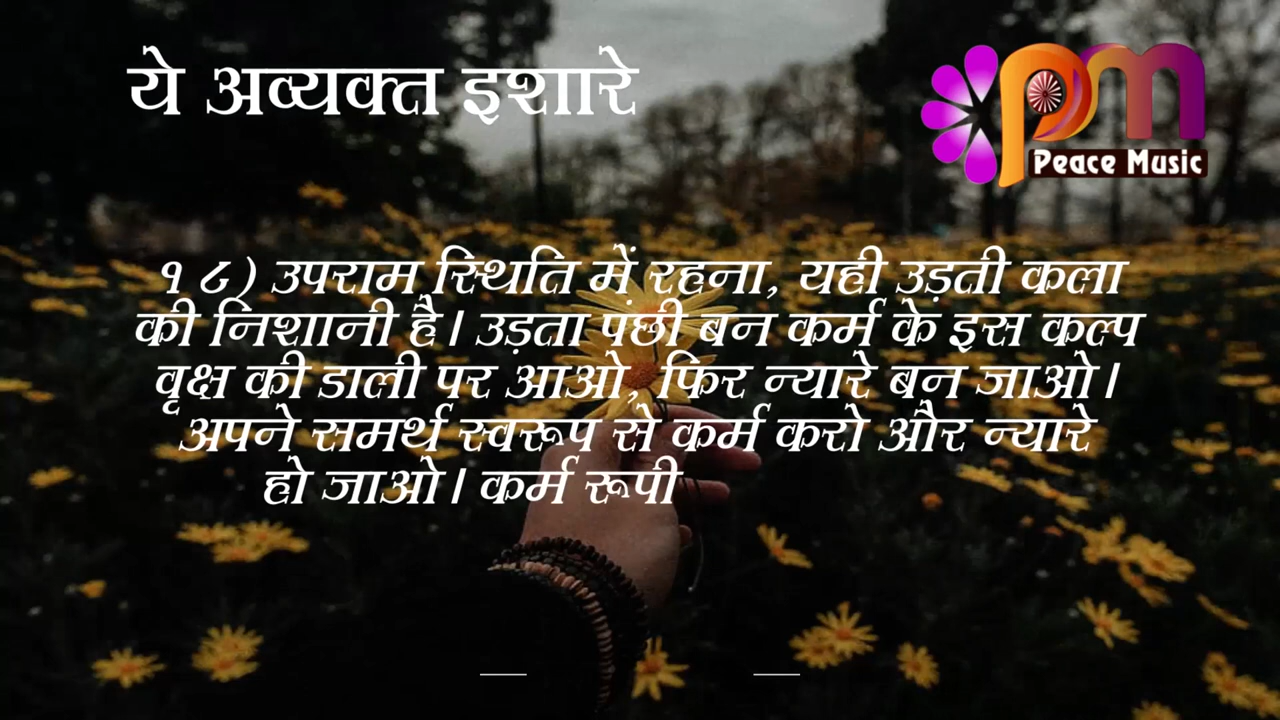 ये अव्यक्त इशारे
Peace Music
१८) उपराम स्थिति में रहना, यही उड़ती कला
की निशानी है। उड़ता पंछी बन कर्म के इस कल्प
वृक्ष की डाली पर आओ, फिर न्यारे बन जाओ।
अपने समर्थ स्वरूप से कर्म करो और न्यारे
हो जाओ। कर्म रूपी